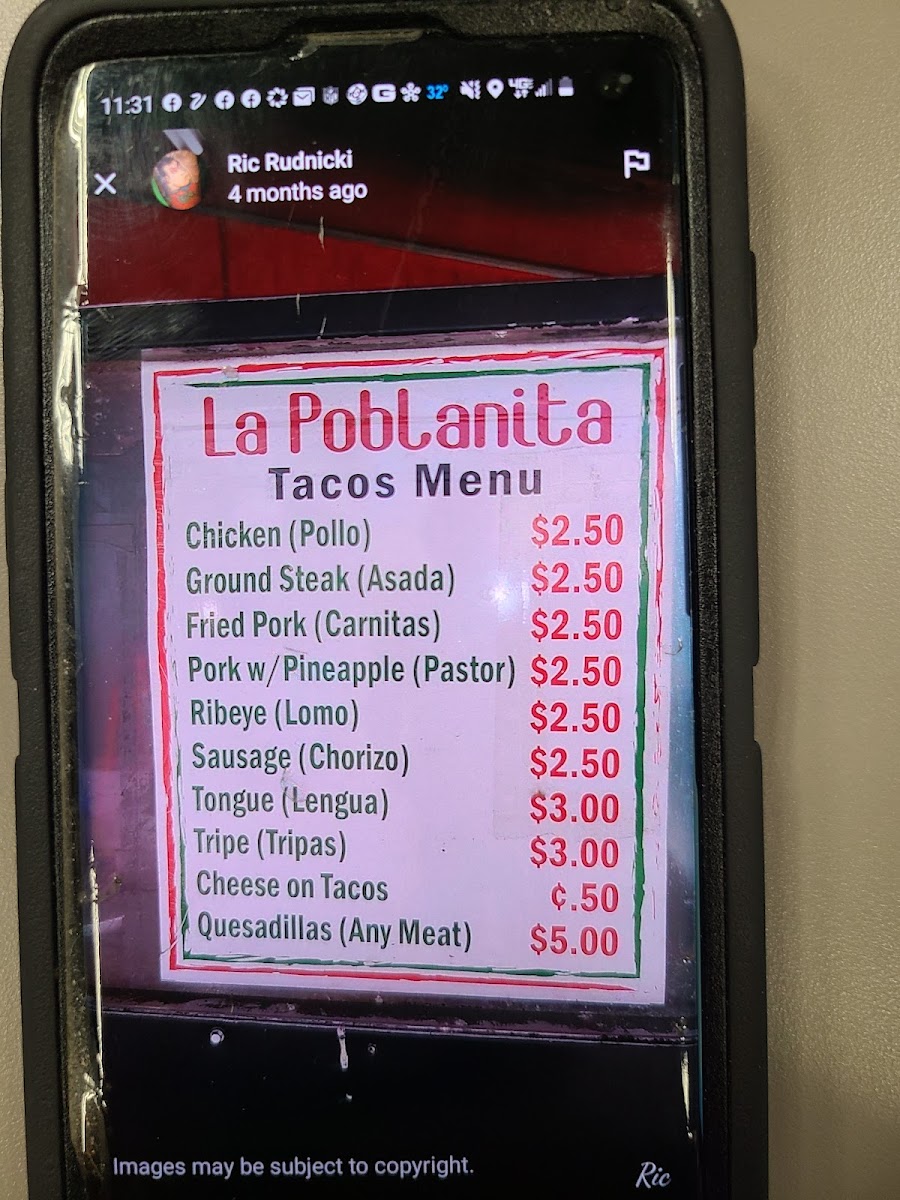 11:31 32°
Ric Rudnicki
4 months ago
La Poblanita
Tacos Menu
Chicken (Pollo) $2.50
Ground Steak (Asada) $2.50
Fried Pork (Carnitas) $2.50
Pork w/Pineapple (Pastor) $2.50
Ribeye (Lomo) $2.50
Sausage (Chorizo) $2.50
Tongue (Lengua) $3.00
Tripe (Tripas) $3.00
Cheese on Tacos ¢.50
Quesadillas (Any Meat) $5.00
Images may be subject to copyright.
Ric